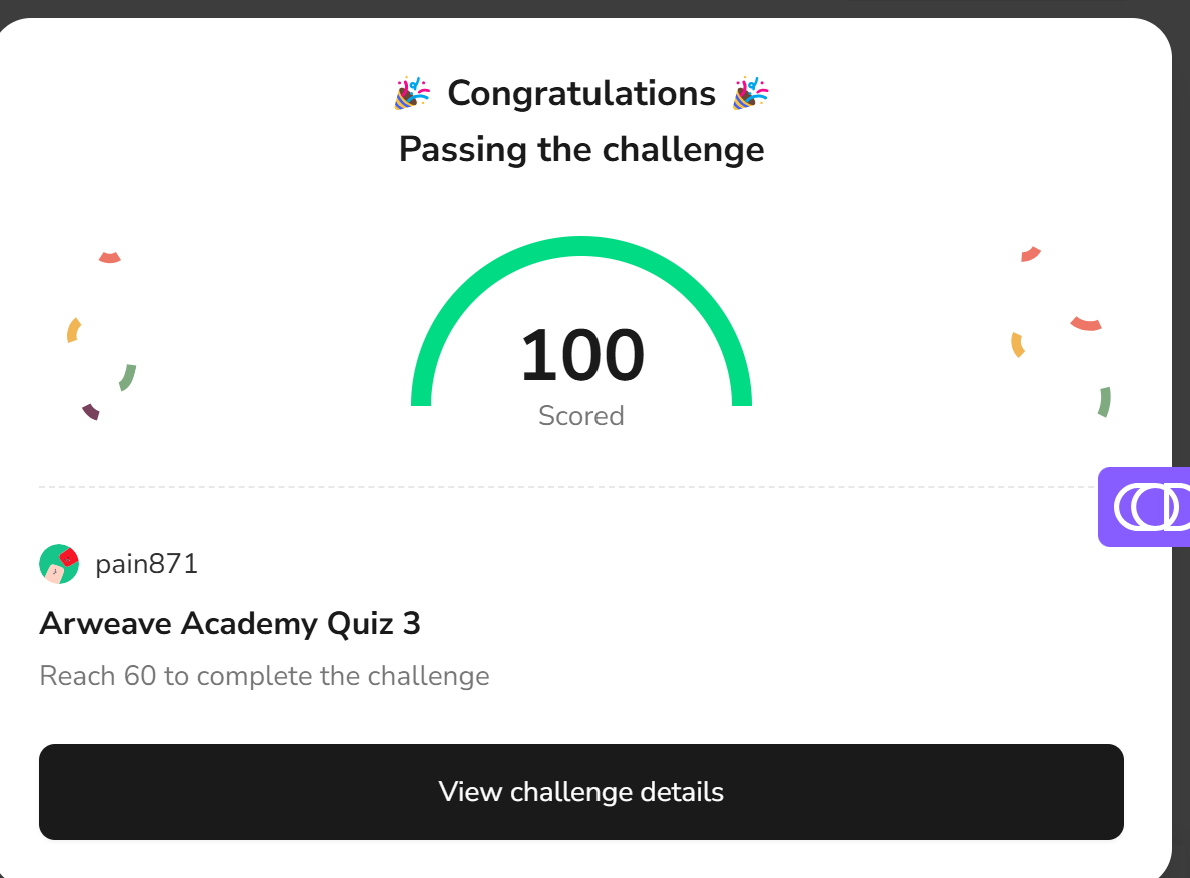 🎉 Congratulations 🎉
Passing the challenge
100
Scored
pain871
Arweave Academy Quiz 3
Reach 60 to complete the challenge
View challenge details